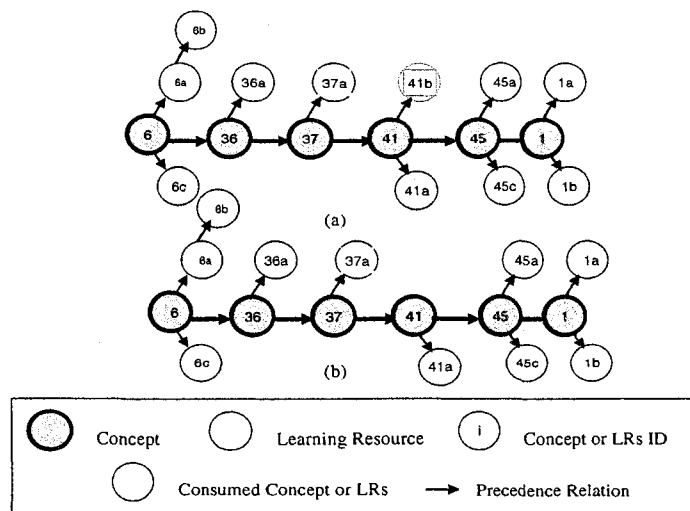 6b
6a 36a 37a 41b 45a 1a
6 36 37 41 45 1
6c 41a 45c 1b
(a)
6b
6a 36a 37a 45a 1a
6 36 37 41 45 1
6c 41a 45c 1b
(b)
Concept Learning Resource i Concept or LRs ID
Consumed Concept or LRs Precedence Relation